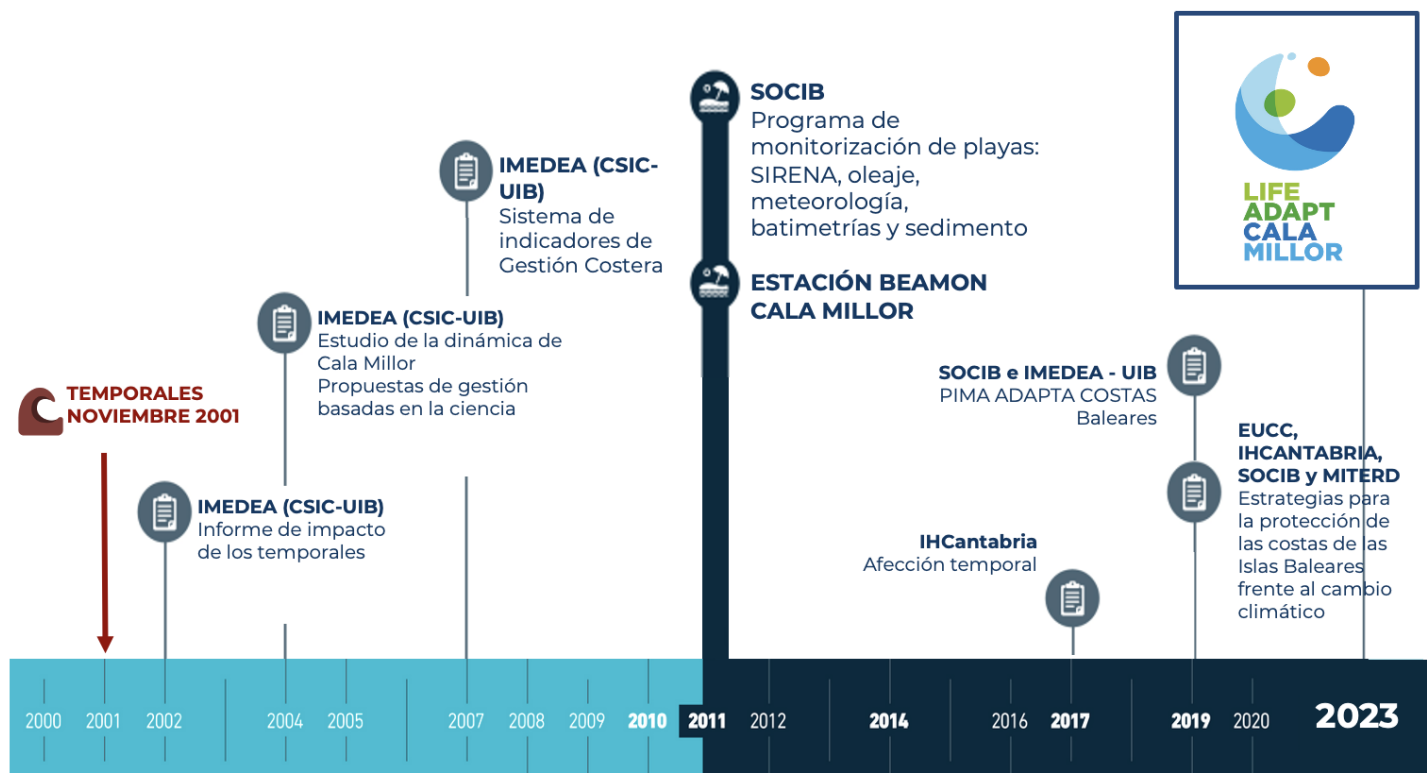 TEMPORALES
NOVIEMBRE 2001
IMEDEA (CSIC-UIB)
Informe de impacto
de los temporales
IMEDEA (CSIC-UIB)
Estudio de la dinámica de
Cala Millor
Propuestas de gestión
basadas en la ciencia
IMEDEA (CSIC-
UIB)
Sistema de
indicadores de
Gestión Costera
SOCIB
Programa de
monitorización de playas:
SIRENA, oleaje,
meteorología,
batimetrías y sedimento
ESTACIÓN BEAMON
CALA MILLOR
IHCantabria
Afección temporal
SOCIB e IMEDEA - UIB
PIMA ADAPTA COSTAS
Baleares
EUCC,
IHCANTABRIA,
SOCIB y MITERD
Estrategias para
la protección de
las costas de las
Islas Baleares
frente al cambio
climático
LIFE
ADAPT
CALA
MILLOR
2000 2001 2002 2004 2005 2007 2008 2009 2010 2011 2012 2014 2016 2017 2019 2020 2023